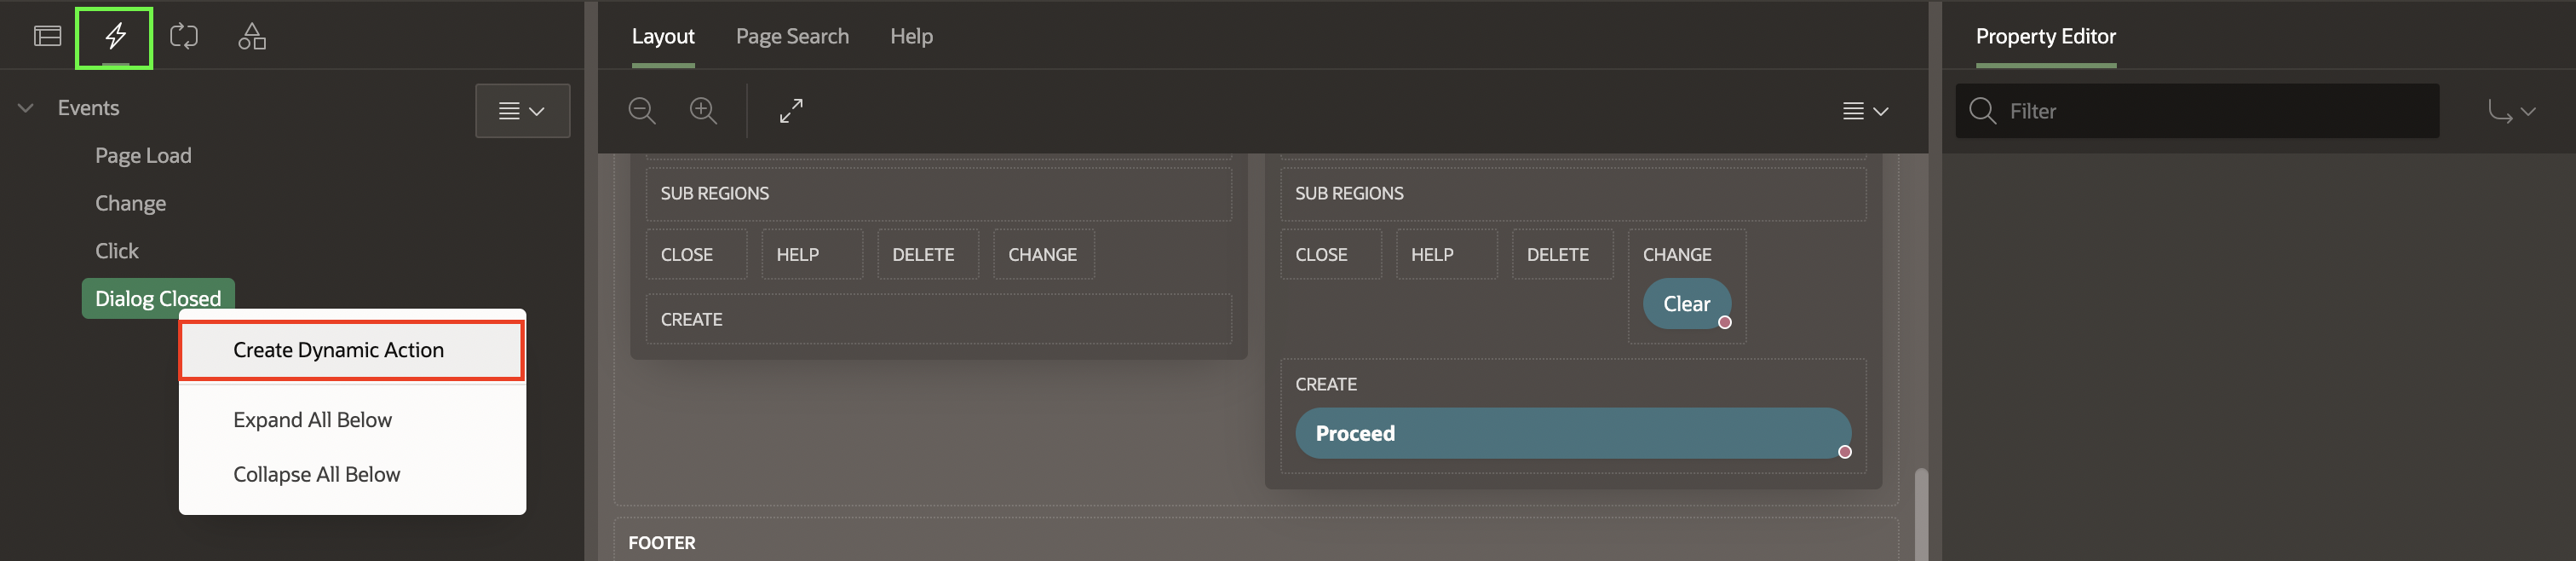 Layout Page Search Help
Property Editor
Events
Filter
Page Load
Change
Click
Dialog Closed
Create Dynamic Action
Expand All Below
Collapse All Below
SUB REGIONS
CLOSE HELP DELETE CHANGE
CREATE
SUB REGIONS
CLOSE HELP DELETE CHANGE
Clear
CREATE
Proceed
FOOTER